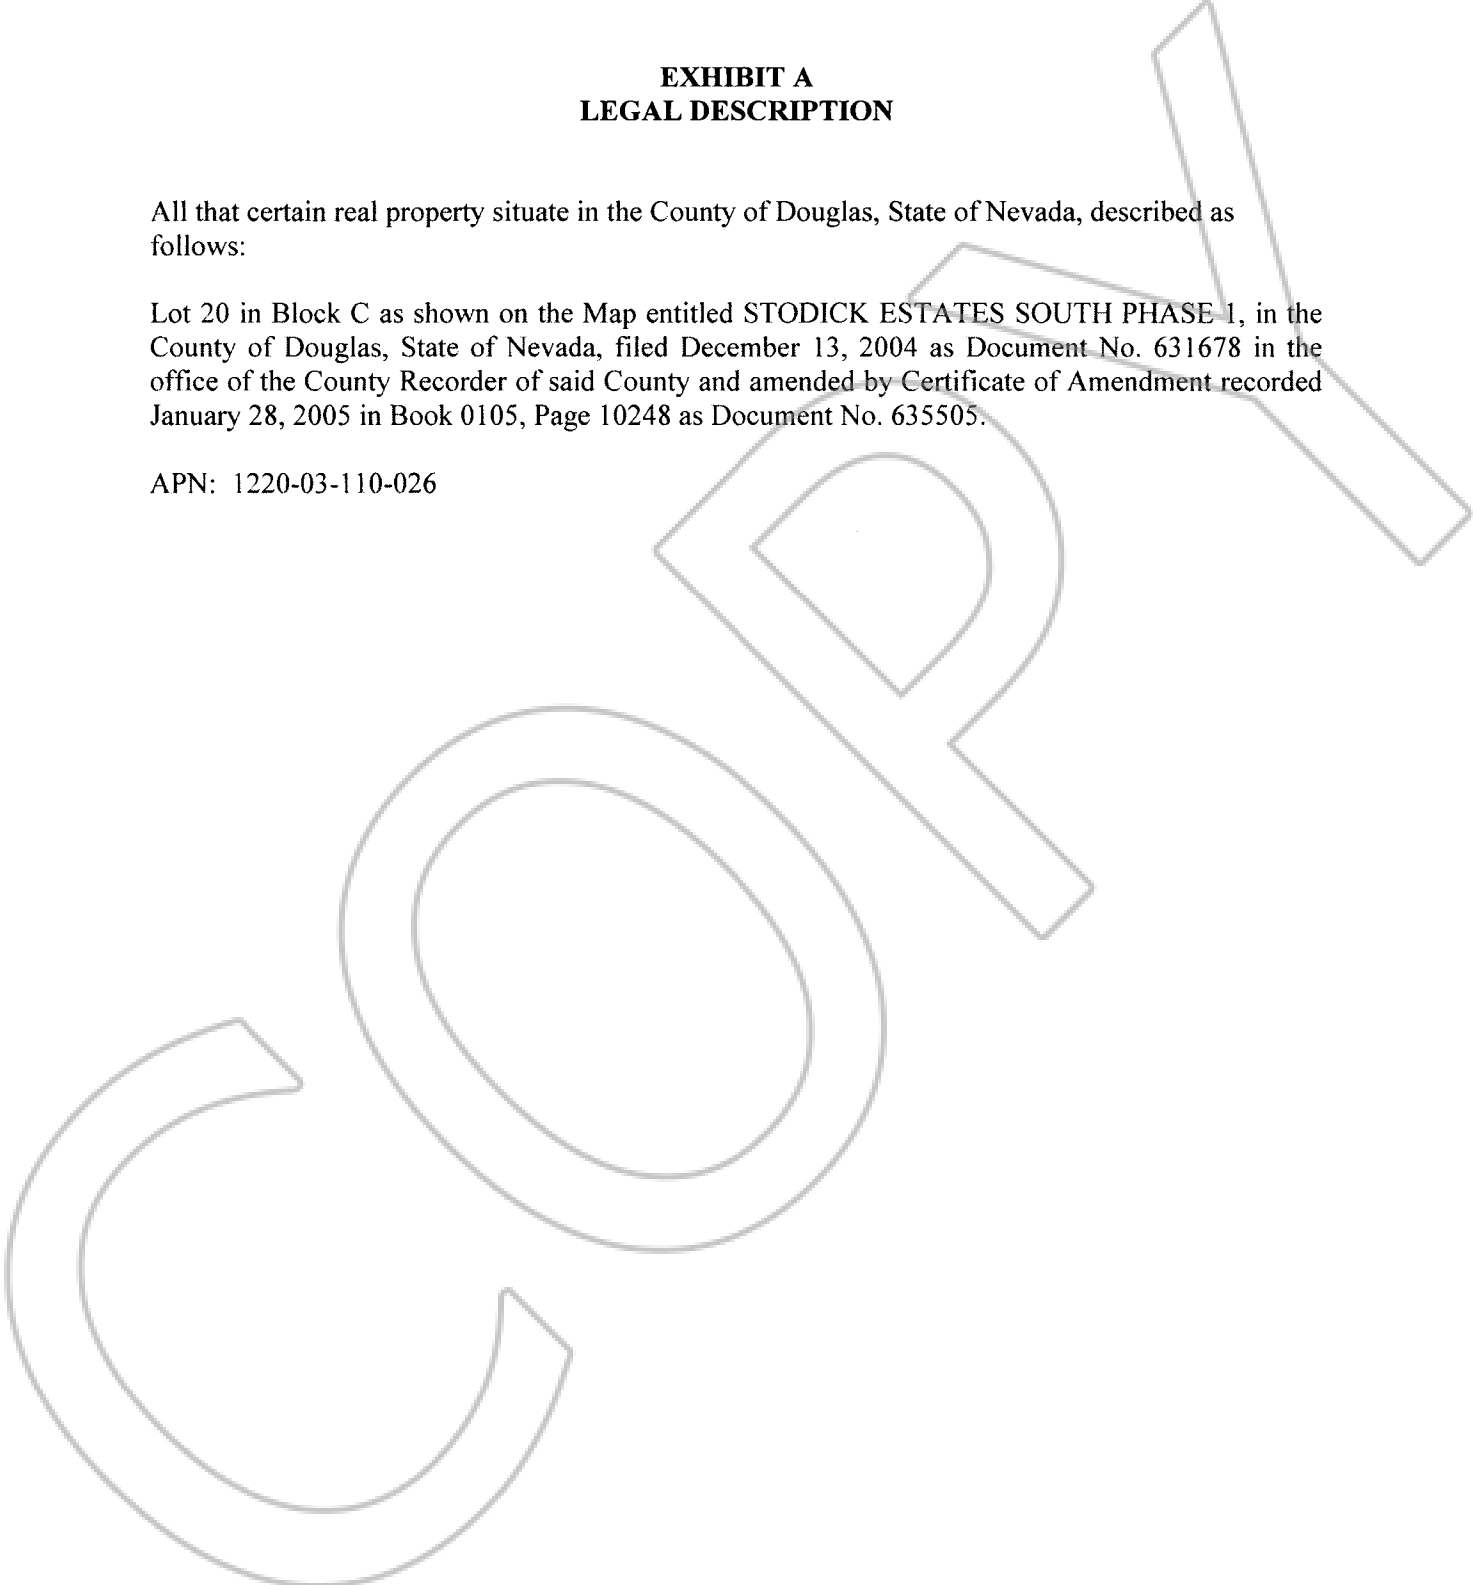 EXHIBIT A
LEGAL DESCRIPTION
All that certain real property situate in the County of Douglas, State of Nevada, described as
follows:
Lot 20 in Block C as shown on the Map entitled STODICK ESTATES SOUTH PHASE 1, in the
County of Douglas, State of Nevada, filed December 13, 2004 as Document No. 631678 in the
office of the County Recorder of said County and amended by Certificate of Amendment recorded
January 28, 2005 in Book 0105, Page 10248 as Document No. 635505.
APN: 1220-03-110-026
COPY